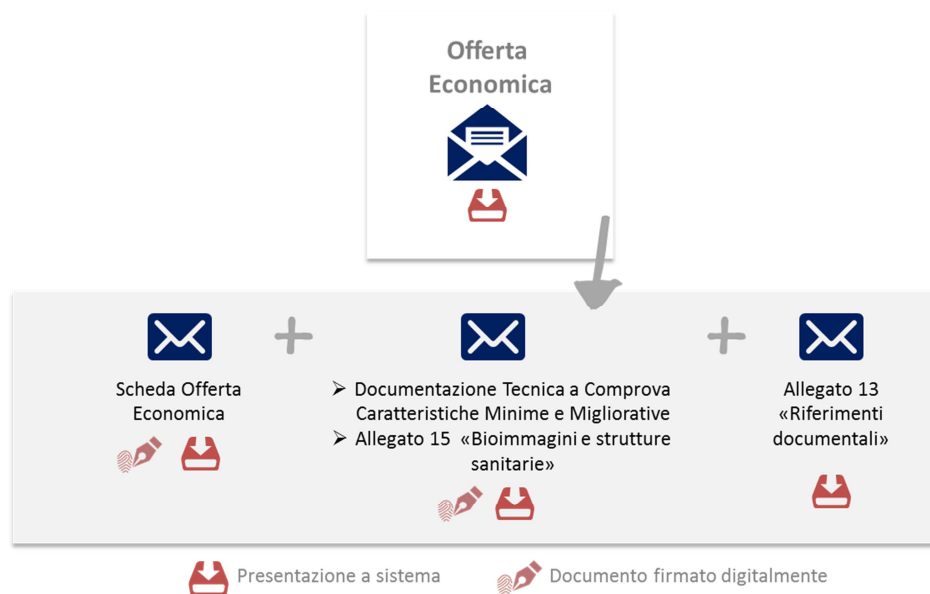 Offerta
Economica
Scheda Offerta
Economica
➢ Documentazione Tecnica a Comprova
Caratteristiche Minime e Migliorative
➢ Allegato 15 «Bioimmagini e strutture
sanitarie»
Allegato 13
«Riferimenti
documentali»
Presentazione a sistema
Documento firmato digitalmente